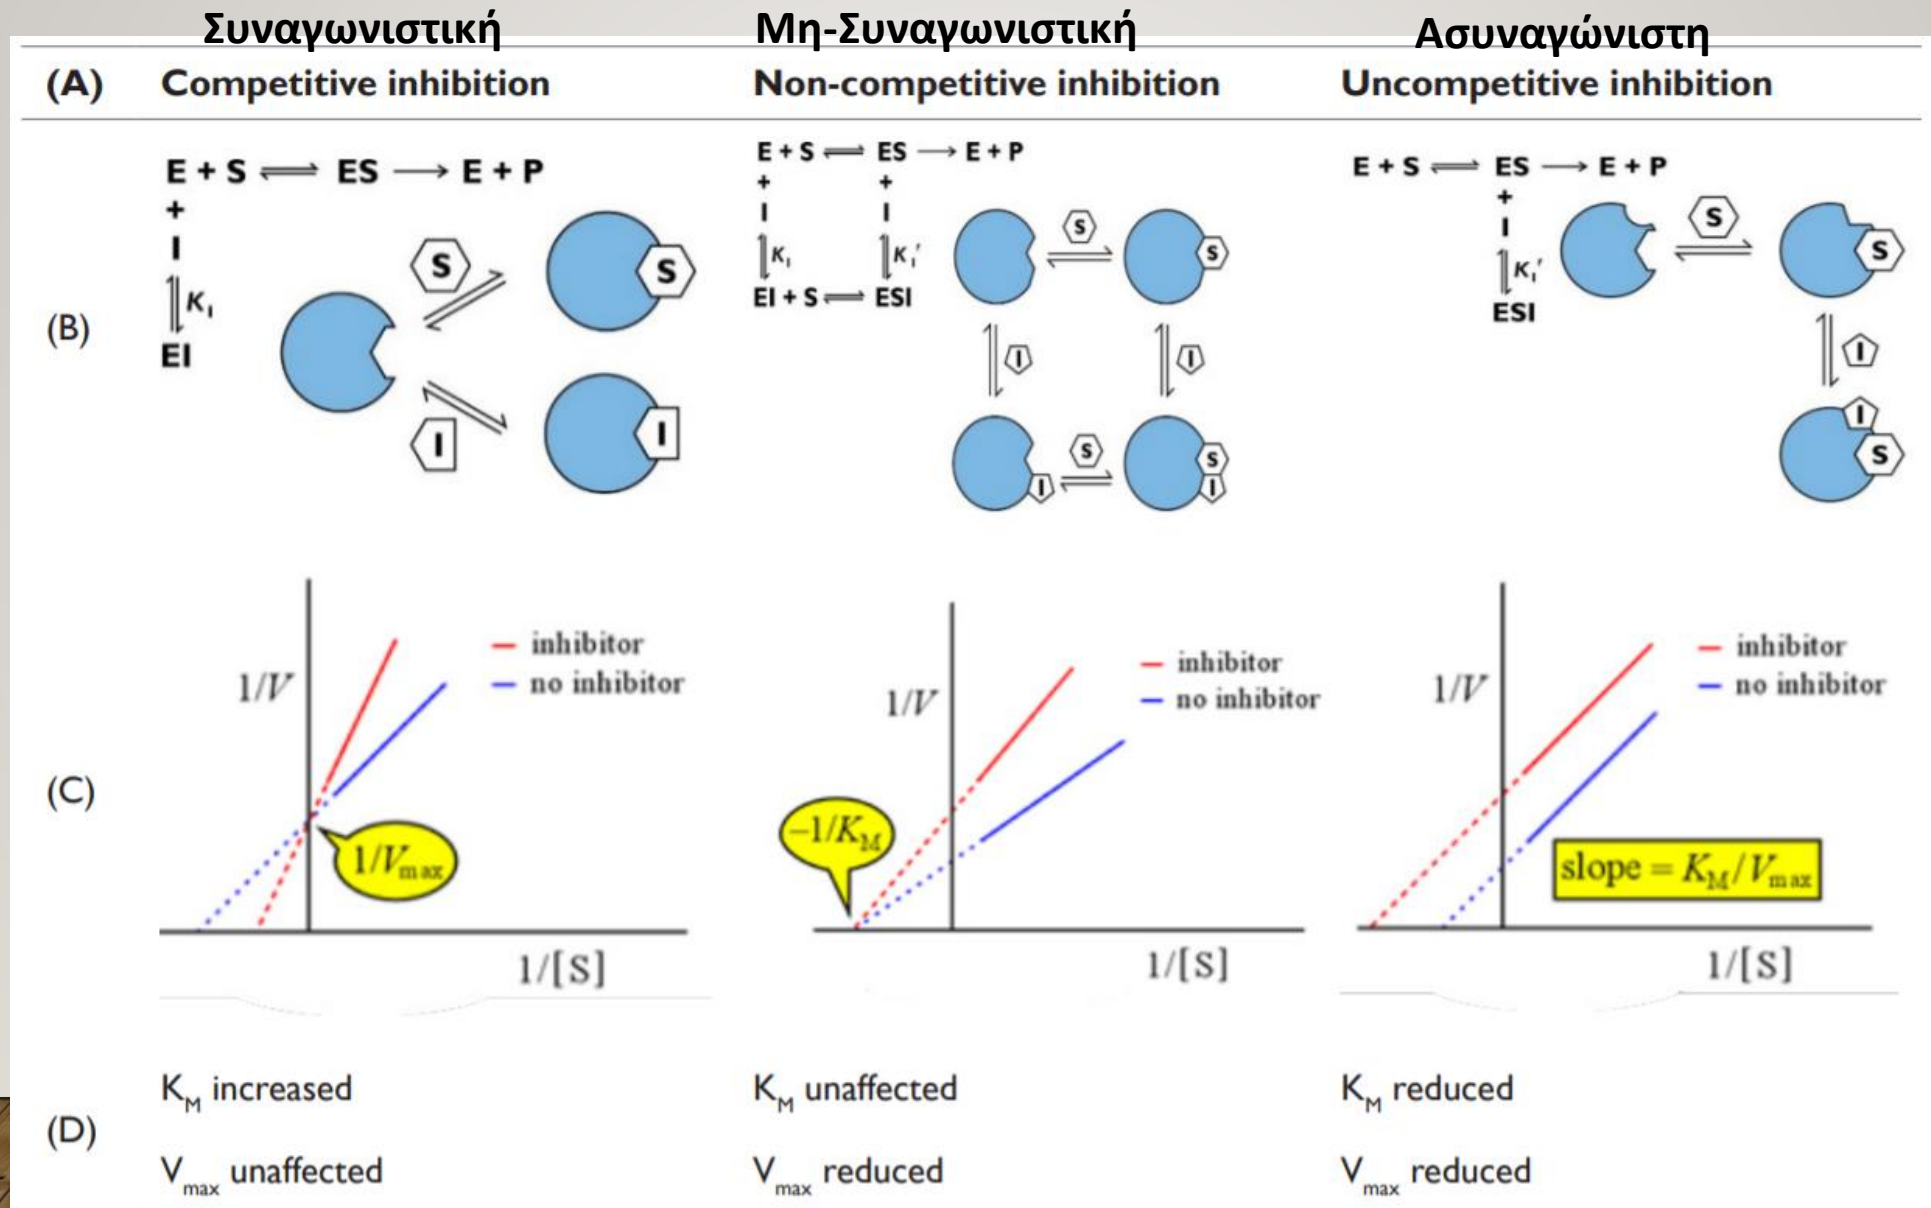 Συναγωνιστική
Μη-Συναγωνιστική
Ασυναγώνιστη
(A)
Competitive inhibition
Non-competitive inhibition
Uncompetitive inhibition
(B)
E + S ⇌ ES → E + P
+
I
K_I
EI
S
S
I
I
E + S ⇌ ES → E + P
+ +
I I
K_I K_I′
EI + S ⇌ ESI
S
S
I
I
I
S
S
I
E + S ⇌ ES → E + P
+
I
K_I′
ESI
S
S
I
I
S
(C)
1/V
inhibitor
no inhibitor
1/V_max
1/[S]
1/V
inhibitor
no inhibitor
−1/K_M
1/[S]
1/V
inhibitor
no inhibitor
slope = K_M/V_max
1/[S]
(D)
K_M increased
V_max unaffected
K_M unaffected
V_max reduced
K_M reduced
V_max reduced